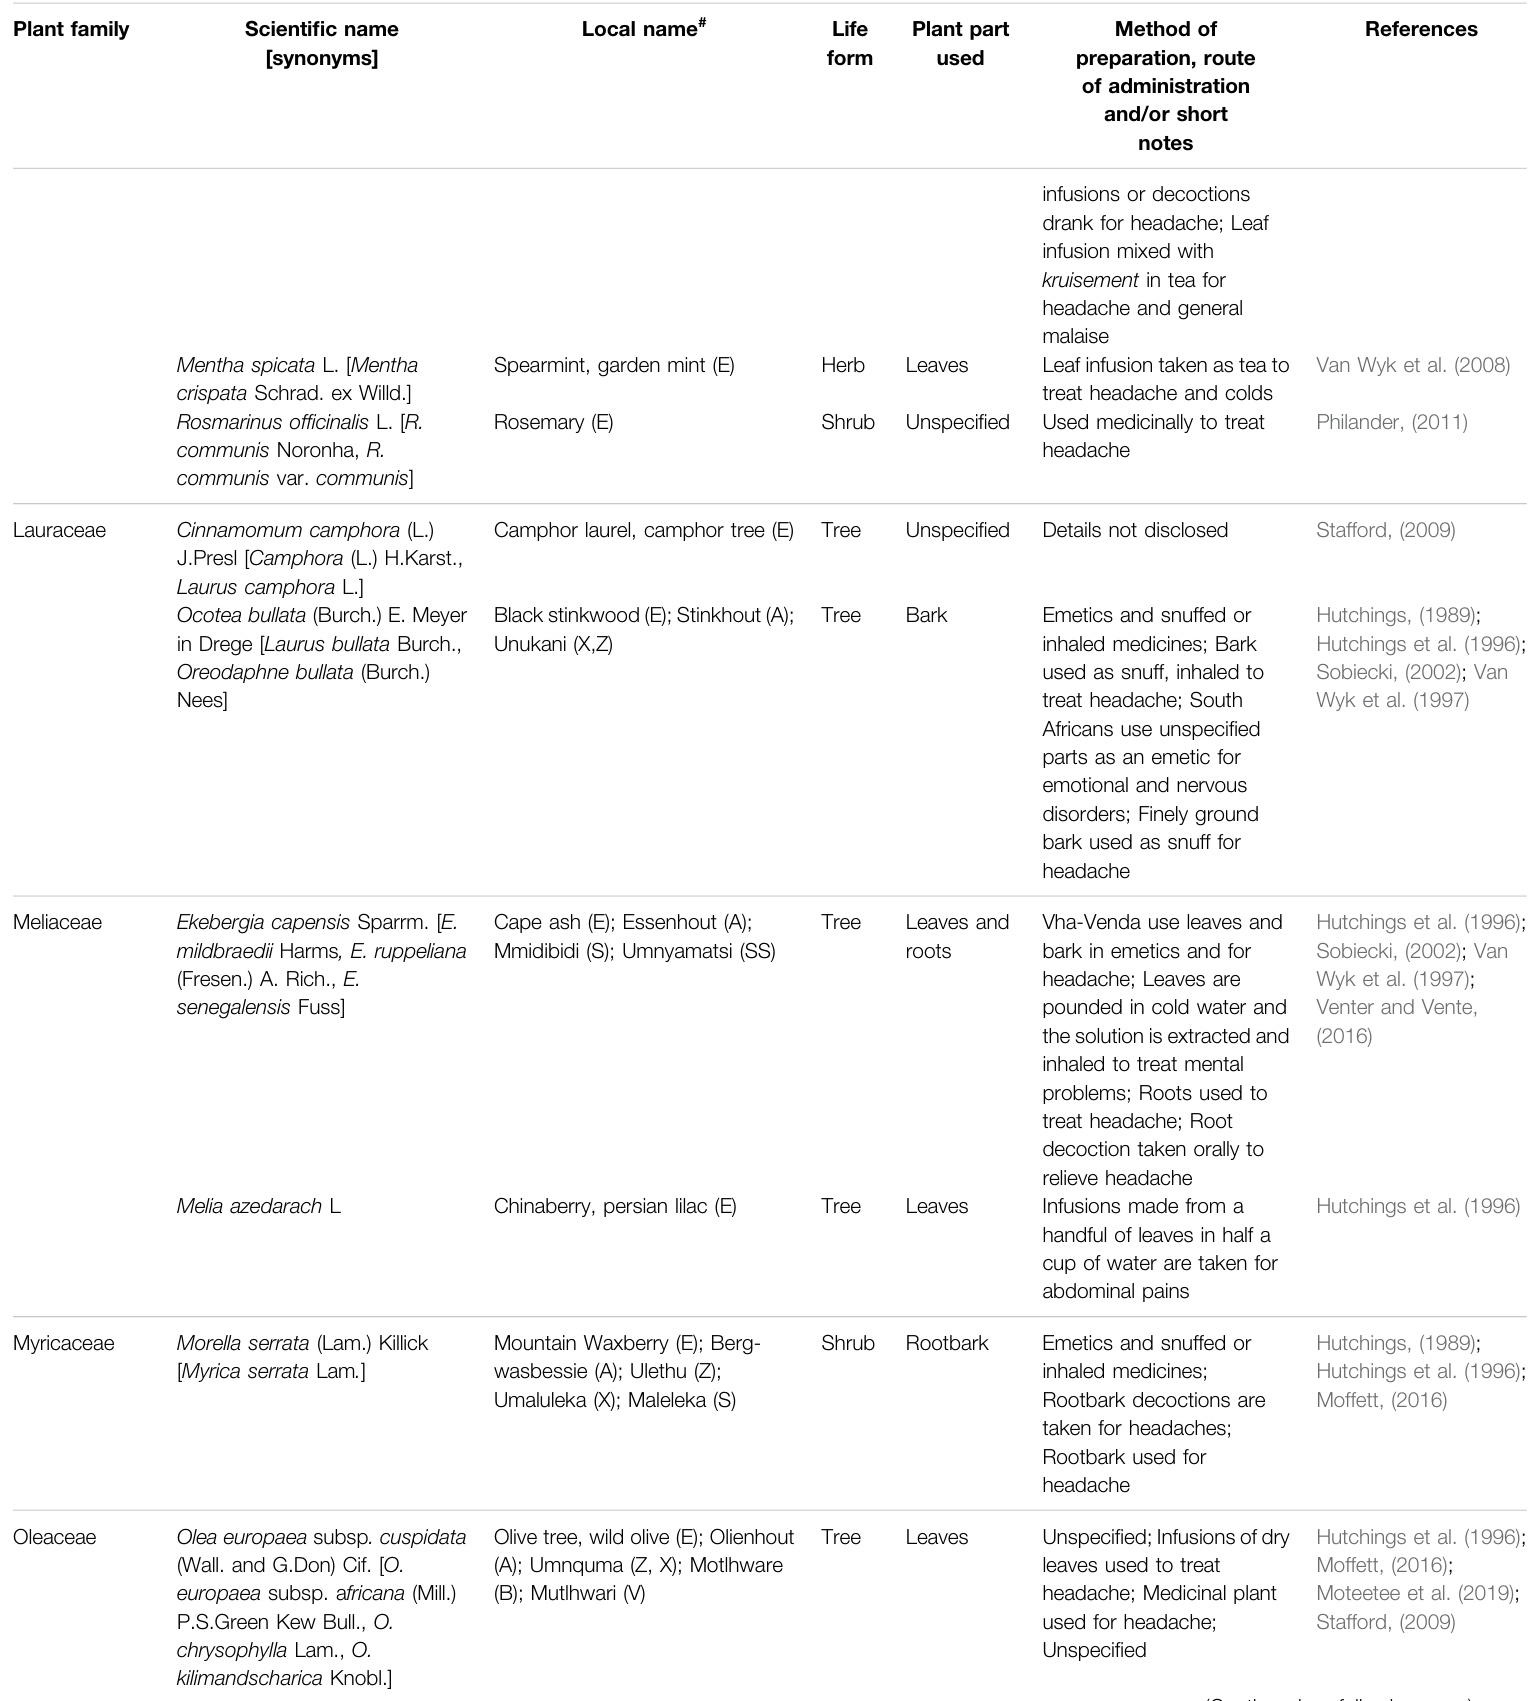 Plant family Scientific name Local name# Life Plant part Method of References
[synonyms] form used preparation, route
of administration
and/or short
notes
infusions or decoctions
drank for headache; Leaf
infusion mixed with
kruisement in tea for
headache and general
malaise
Mentha spicata L. [Mentha Spearmint, garden mint (E) Herb Leaves Leaf infusion taken as tea to Van Wyk et al. (2008)
crispata Schrad. ex Willd.] treat headache and colds
Rosmarinus officinalis L. [R. Rosemary (E) Shrub Unspecified Used medicinally to treat Philander, (2011)
communis Noronha, R. headache
communis var. communis]
Lauraceae Cinnamomum camphora (L.) Camphor laurel, camphor tree (E) Tree Unspecified Details not disclosed Stafford, (2009)
J.Presl [Camphora (L.) H.Karst.,
Laurus camphora L.]
Ocotea bullata (Burch.) E. Meyer Black stinkwood (E); Stinkhout (A); Tree Bark Emetics and snuffed or Hutchings, (1989);
in Drege [Laurus bullata Burch., Unukani (X,Z) inhaled medicines; Bark Hutchings et al. (1996);
Oreodaphne bullata (Burch.) used as snuff, inhaled to Sobiecki, (2002); Van
Nees] treat headache; South Wyk et al. (1997)
Africans use unspecified
parts as an emetic for
emotional and nervous
disorders; Finely ground
bark used as snuff for
headache
Meliaceae Ekebergia capensis Sparrm. [E. Cape ash (E); Essenhout (A); Tree Leaves and Vha-Venda use leaves and Hutchings et al. (1996);
mildbraedii Harms, E. ruppeliana Mmidibidi (S); Umnyamatsi (SS) roots bark in emetics and for Sobiecki, (2002); Van
(Fresen.) A. Rich., E. headache; Leaves are Wyk et al. (1997);
senegalensis Fuss] pounded in cold water and Venter and Vente,
the solution is extracted and (2016)
inhaled to treat mental
problems; Roots used to
treat headache; Root
decoction taken orally to
relieve headache
Melia azedarach L Chinaberry, persian lilac (E) Tree Leaves Infusions made from a Hutchings et al. (1996)
handful of leaves in half a
cup of water are taken for
abdominal pains
Myricaceae Morella serrata (Lam.) Killick Mountain Waxberry (E); Berg- Shrub Rootbark Emetics and snuffed or Hutchings, (1989);
[Myrica serrata Lam.] wasbessie (A); Ulethu (Z); inhaled medicines; Hutchings et al. (1996);
Umaluleka (X); Maleleka (S) Rootbark decoctions are Moffett, (2016)
taken for headaches;
Rootbark used for
headache
Oleaceae Olea europaea subsp. cuspidata Olive tree, wild olive (E); Olienhout Tree Leaves Unspecified; Infusions of dry Hutchings et al. (1996);
(Wall. and G.Don) Cif. [O. (A); Umnquma (Z, X); Motlhware leaves used to treat Moffett, (2016);
europaea subsp. africana (Mill.) (B); Mutlhwari (V) headache; Medicinal plant Moteetee et al. (2019);
P.S.Green Kew Bull., O. used for headache; Stafford, (2009)
chrysophylla Lam., O. Unspecified
kilimandscharica Knobl.]